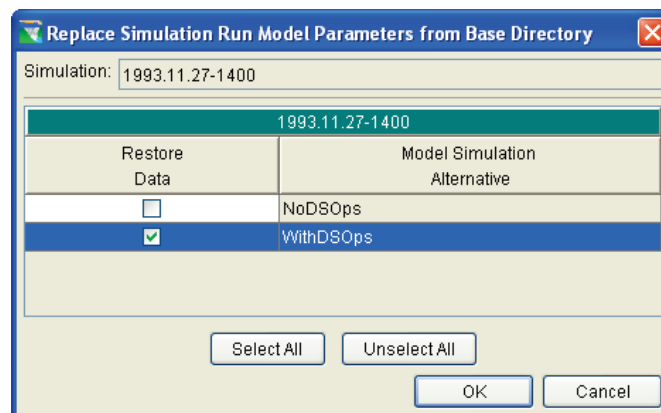 Replace Simulation Run Model Parameters from Base Directory
Simulation: 1993.11.27-1400
1993.11.27-1400
Restore Data
Model Simulation Alternative
NoDSOps
WithDSOps
Select All Unselect All
OK Cancel